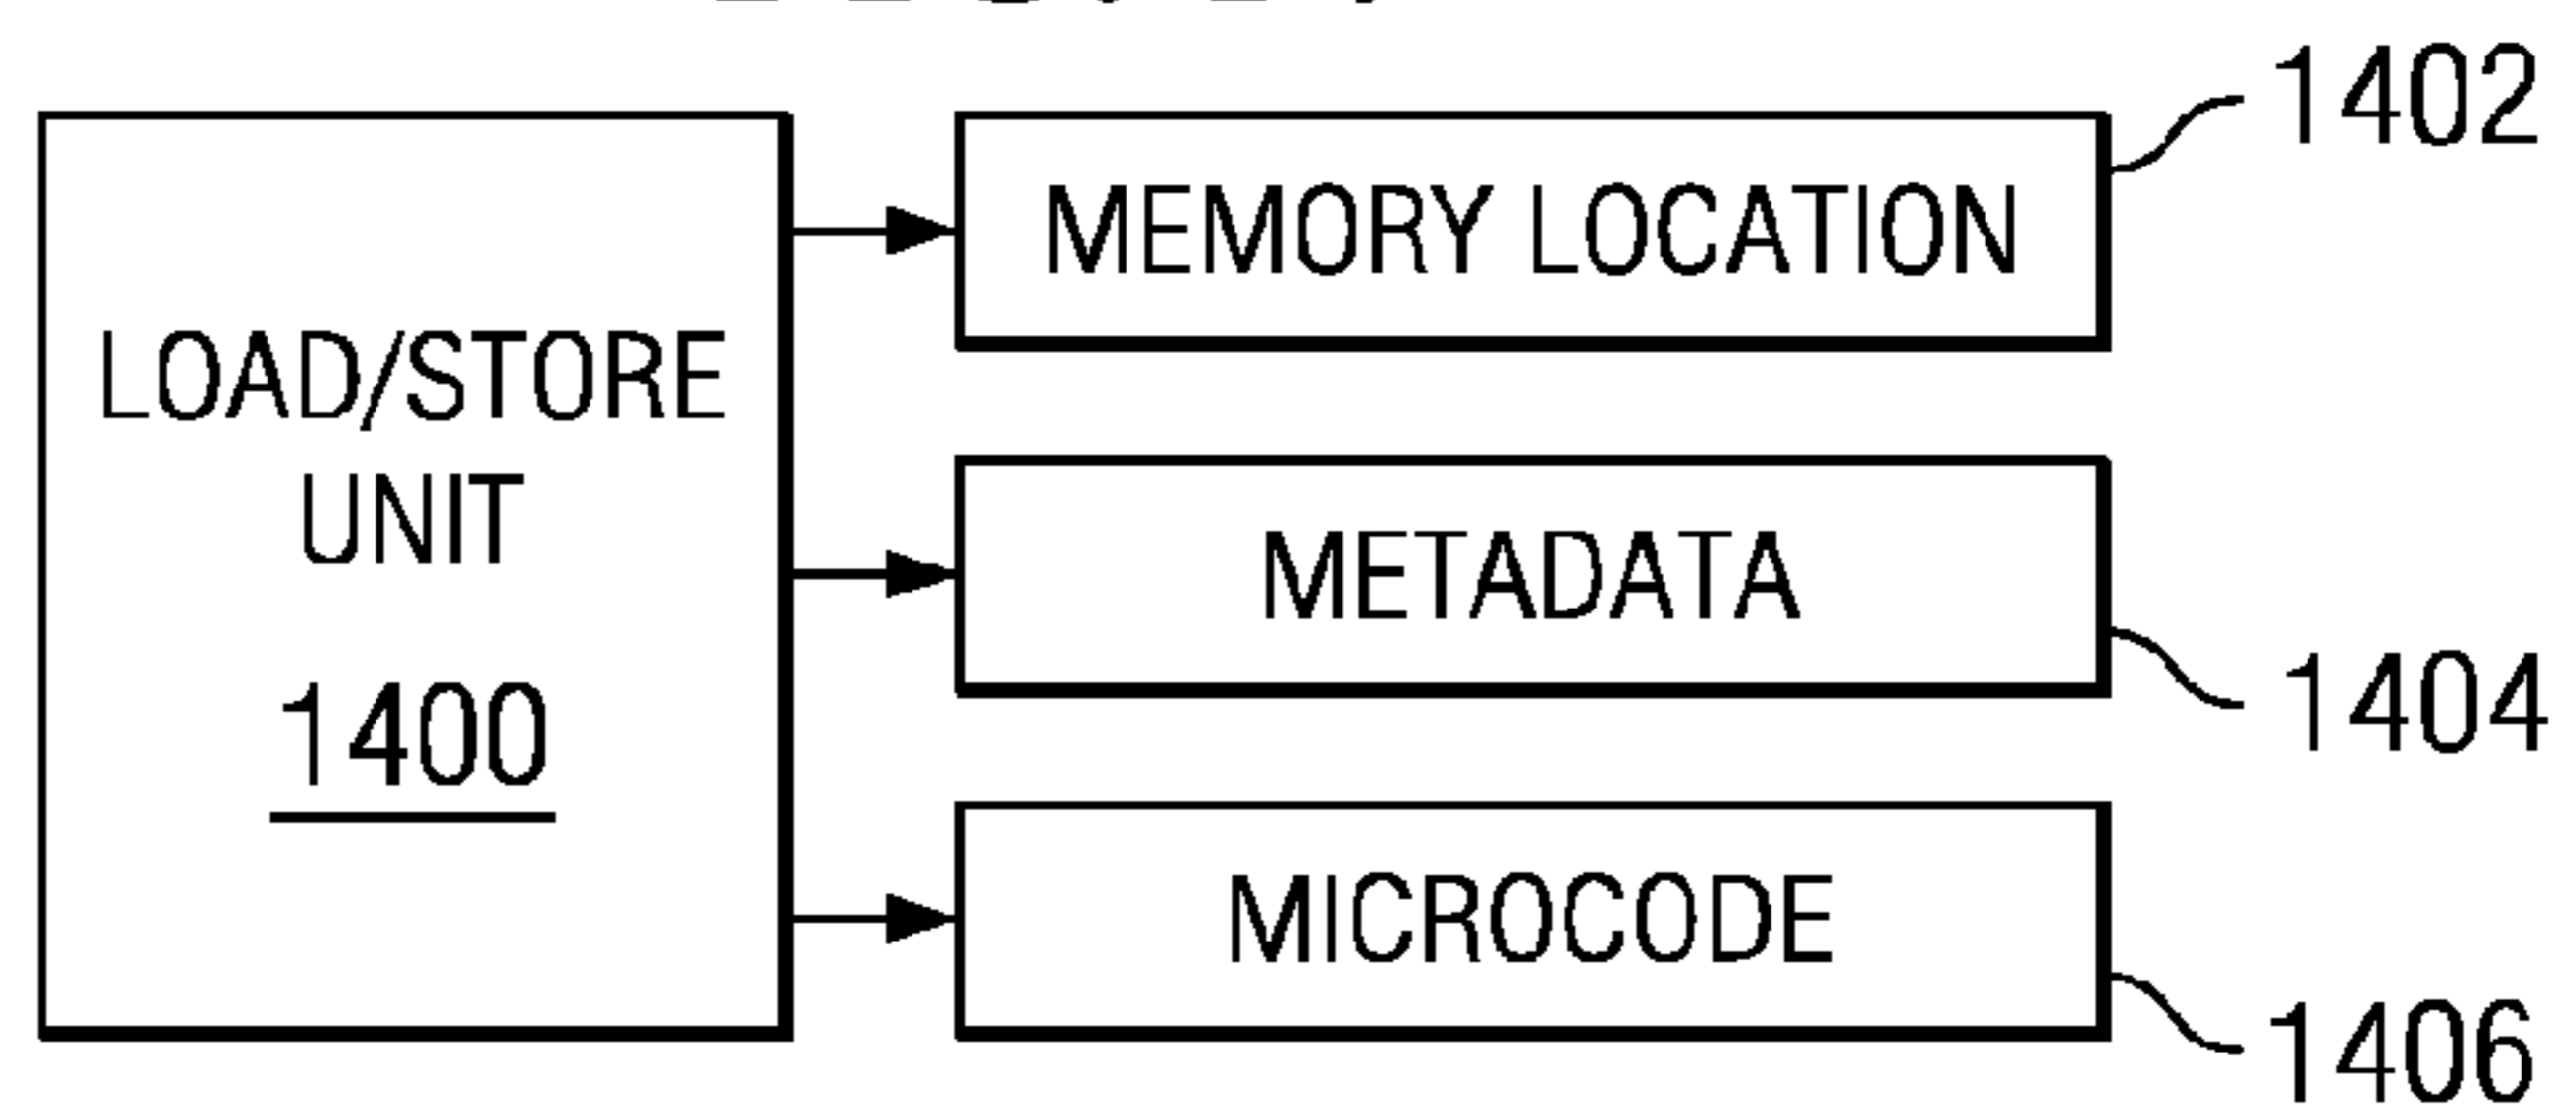 1402
MEMORY LOCATION
LOAD/STORE
UNIT
1400
METADATA
1404
MICROCODE
1406